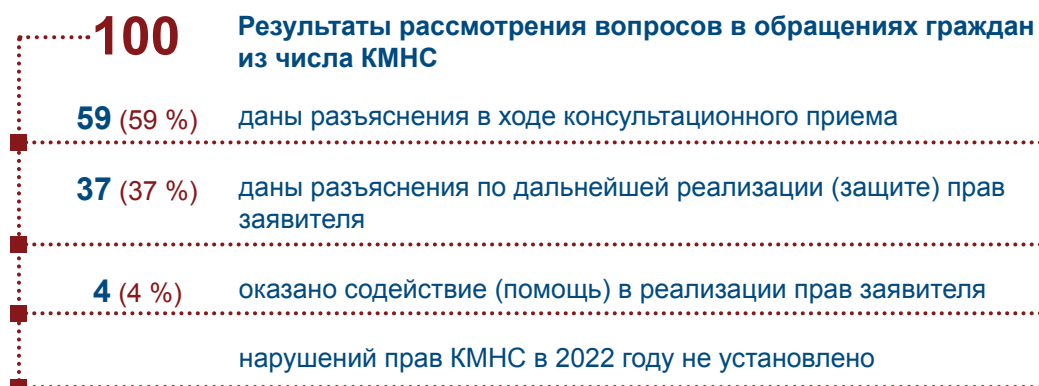 100 Результаты рассмотрения вопросов в обращениях граждан
из числа КМНС
59 (59 %) даны разъяснения в ходе консультационного приема
37 (37 %) даны разъяснения по дальнейшей реализации (защите) прав
заявителя
4 (4 %) оказано содействие (помощь) в реализации прав заявителя
нарушений прав КМНС в 2022 году не установлено